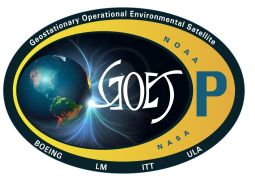 Geostationary Operational Environmental Satellite
NOAA
GOES
P
NASA
BOEING
LM
ITT
ULA